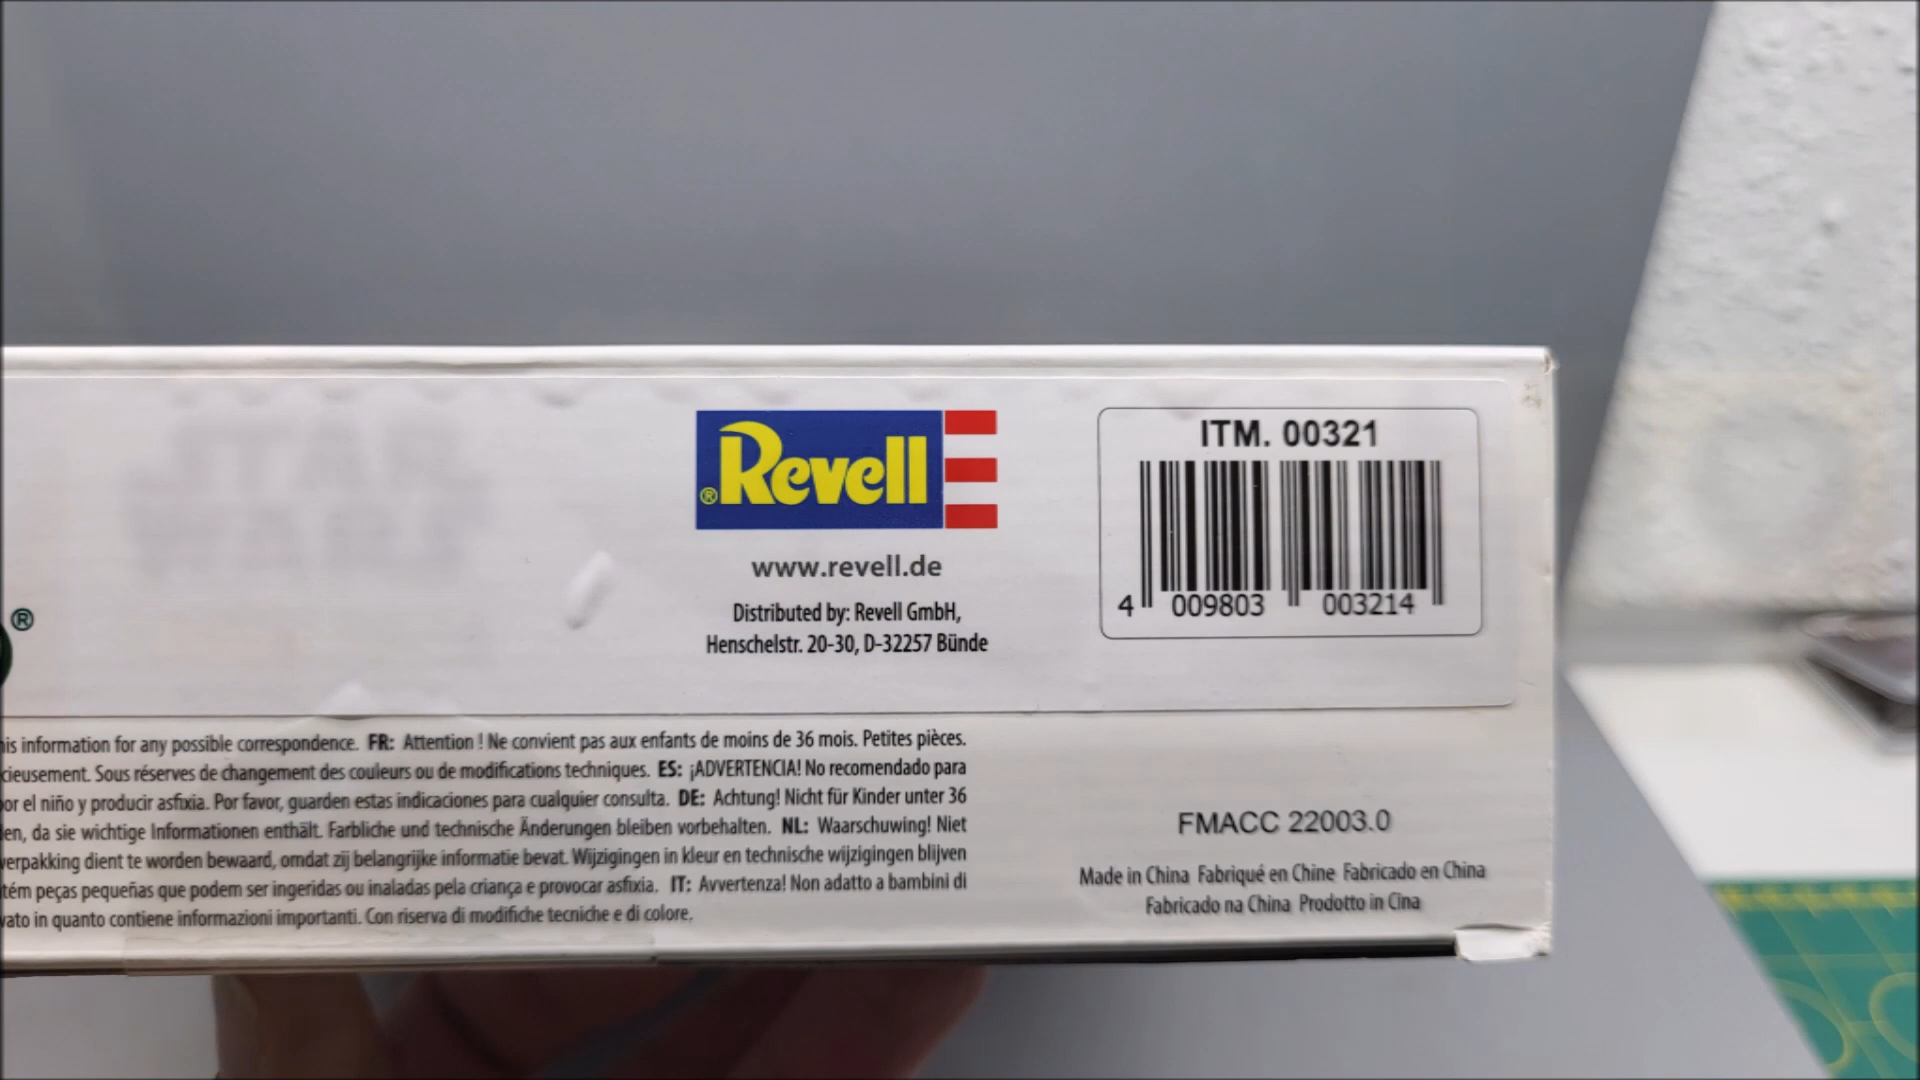 STAR
WARS
®
Revell
®
www.revell.de
Distributed by: Revell GmbH,
Henschelstr. 20-30, D-32257 Bünde
ITM. 00321
4 009803 003214
his information for any possible correspondence. FR: Attention ! Ne convient pas aux enfants de moins de 36 mois. Petites pièces.
cieusement. Sous réserves de changement des couleurs ou de modifications techniques. ES: ¡ADVERTENCIA! No recomendado para
por el niño y producir asfixia. Por favor, guarden estas indicaciones para cualquier consulta. DE: Achtung! Nicht für Kinder unter 36
en, da sie wichtige Informationen enthält. Farbliche und technische Änderungen bleiben vorbehalten. NL: Waarschuwing! Niet
verpakking dient te worden bewaard, omdat zij belangrijke informatie bevat. Wijzigingen in kleur en technische wijzigingen blijven
tém peças pequeñas que podem ser ingeridas ou inaladas pela criança e provocar asfixia. IT: Avvertenza! Non adatto a bambini di
vato in quanto contiene informazioni importanti. Con riserva di modifiche tecniche e di colore.
FMACC 22003.0
Made in China Fabriqué en Chine Fabricado en China
Fabricado na China Prodotto in Cina